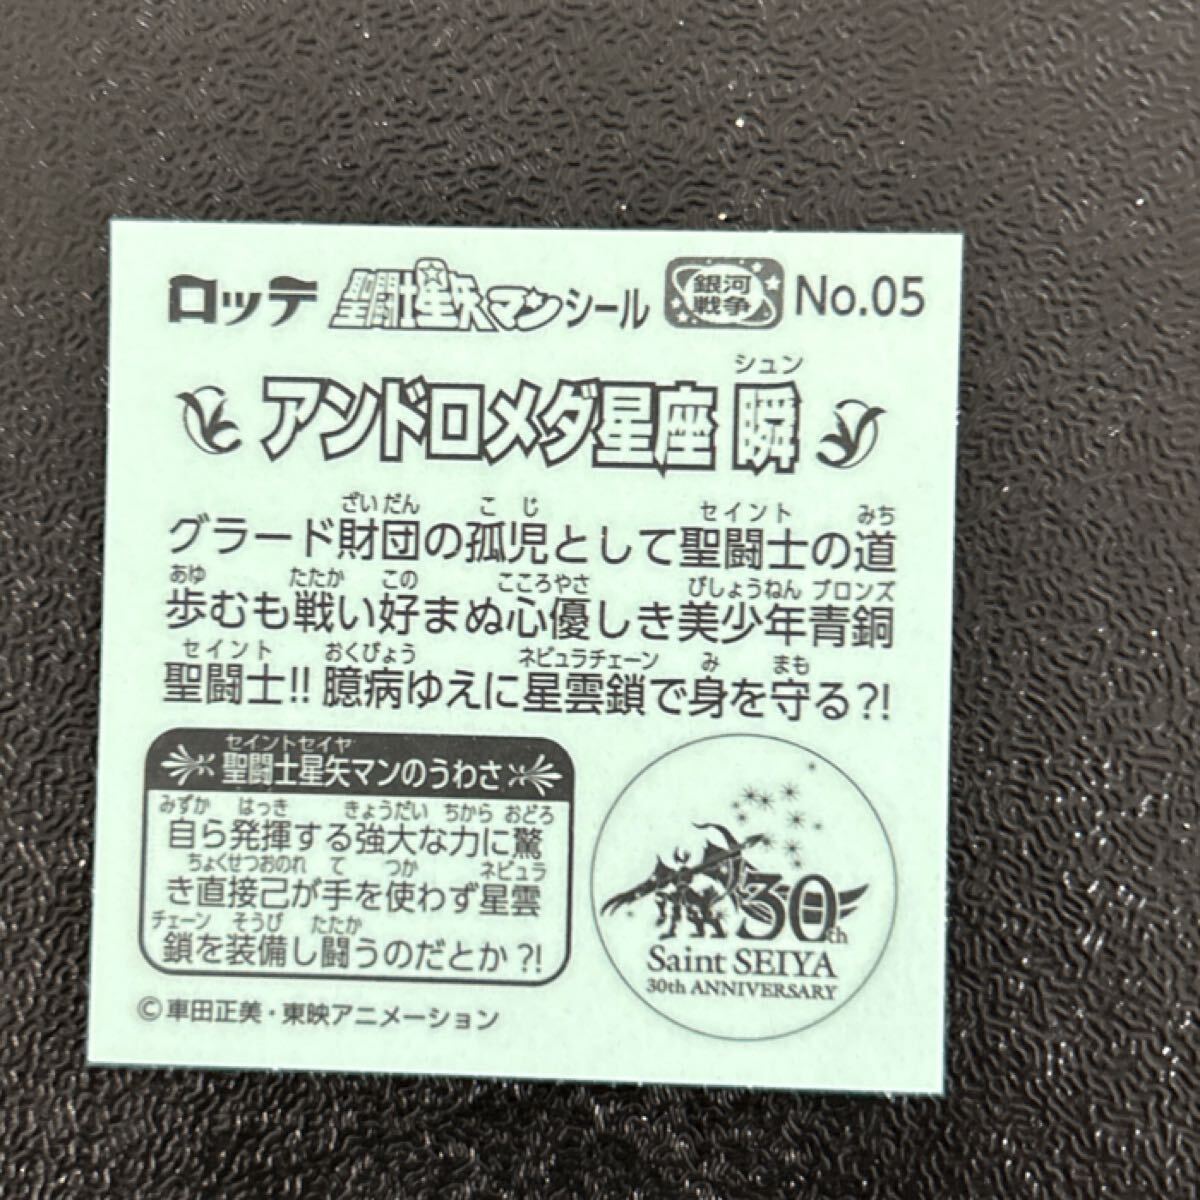 ロッテ 聖闘士星矢マンシール 銀河戦争 No.05
シュン
アンドロメダ星座 瞬
ざいだん こじ セイント みち
グラード財団の孤児として聖闘士の道
あゆ たたか この こころやさ びしょうねん ブロンズ
歩むも戦い好まぬ心優しき美少年青銅
セイント おくびょう ネビュラチェーン み まも
聖闘士!! 臆病ゆえに星雲鎖で身を守る?!
セイントセイヤ
聖闘士星矢マンのうわさ
みずか はっき きょうだい ちから おどろ
自ら発揮する強大な力に驚
ちょくせつおのれ て つか ネビュラ
き直接己が手を使わず星雲
チェーン そうび たたか
鎖を装備し闘うのだとか?!
30th
Saint SEIYA
30th ANNIVERSARY
©車田正美・東映アニメーション